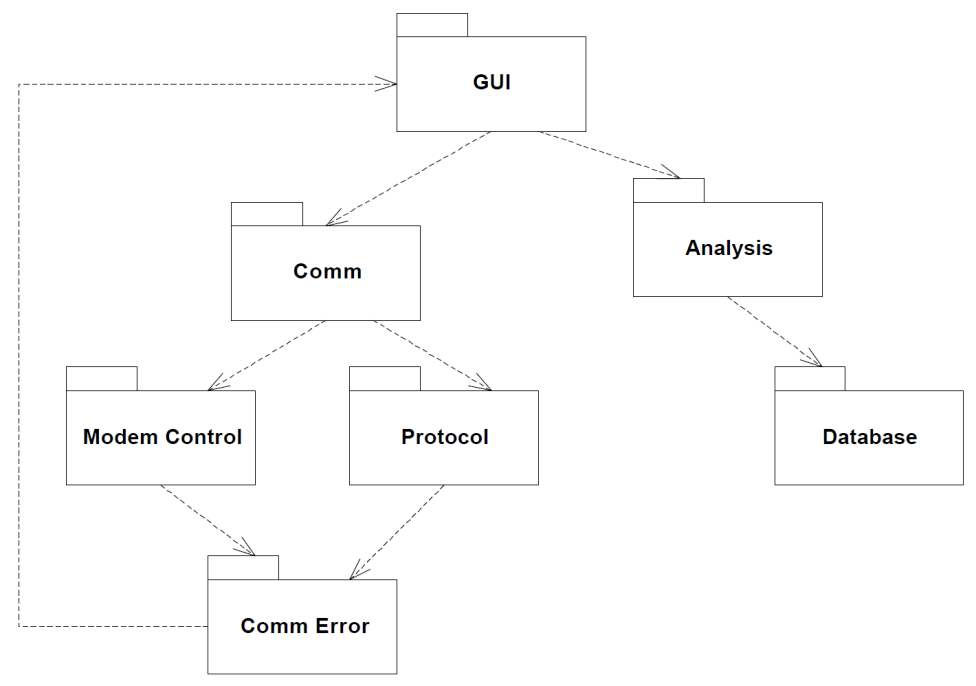 GUI
Analysis
Comm
Modem Control
Protocol
Database
Comm Error